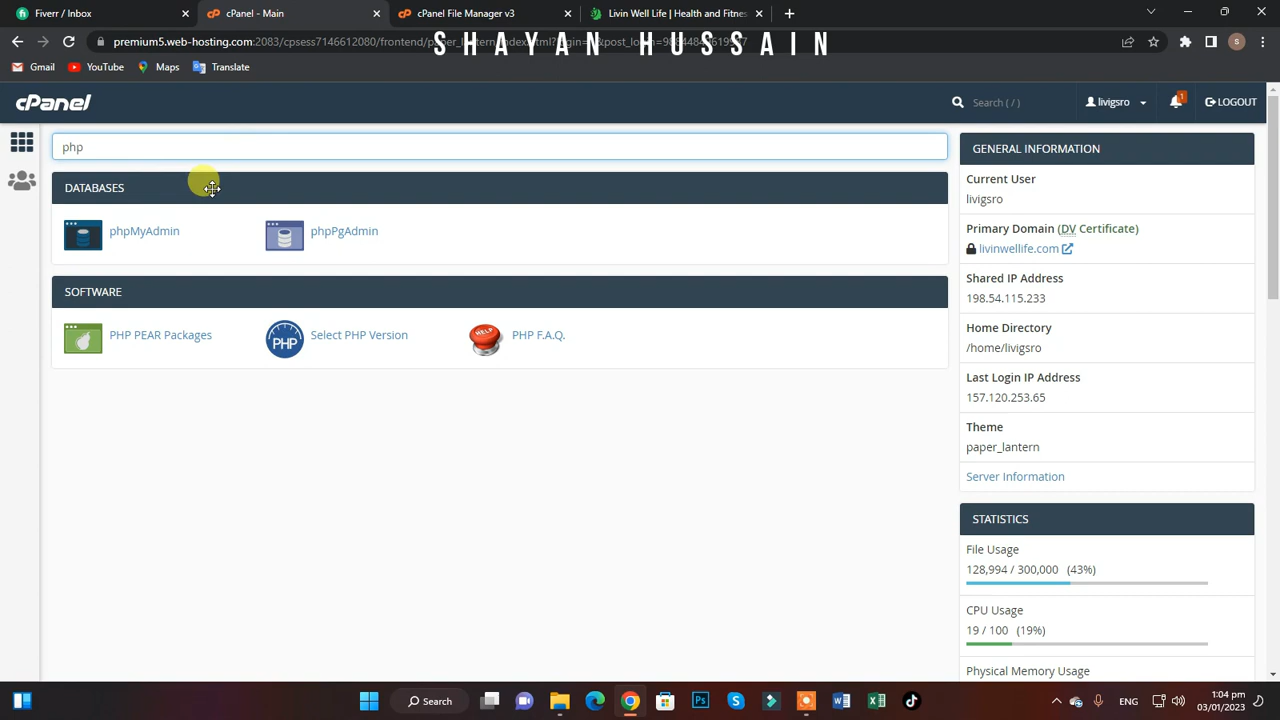 Fiverr / Inbox
cPanel - Main
cPanel File Manager v3
Livin Well Life | Health and Fitnes
SHAYAN HUSSAIN
premium5.web-hosting.com:2083/cpsess7146612080/frontend/
Gmail
YouTube
Maps
Translate
cPanel
Search ( / )
livigsro
1
LOGOUT
php
DATABASES
phpMyAdmin
phpPgAdmin
SOFTWARE
PHP PEAR Packages
PHP
Select PHP Version
HELP
PHP F.A.Q.
GENERAL INFORMATION
Current User
livigsro
Primary Domain (DV Certificate)
livinwellife.com
Shared IP Address
198.54.115.233
Home Directory
/home/livigsro
Last Login IP Address
157.120.253.65
Theme
paper_lantern
Server Information
STATISTICS
File Usage
128,994 / 300,000 (43%)
CPU Usage
19 / 100 (19%)
Physical Memory Usage
Search
ENG
1:04 pm
03/01/2023